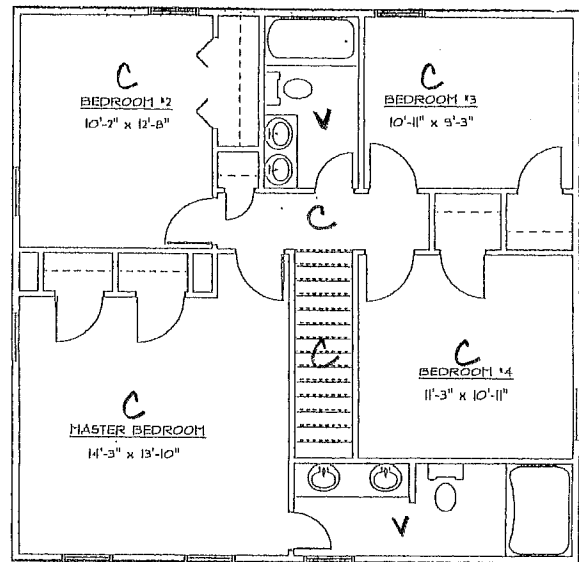 C
BEDROOM #2
10'-2" x 12'-8"
V
C
BEDROOM #3
10'-11" x 9'-3"
C
C
C
BEDROOM #4
11'-3" x 10'-11"
C
MASTER BEDROOM
14'-3" x 13'-10"
V